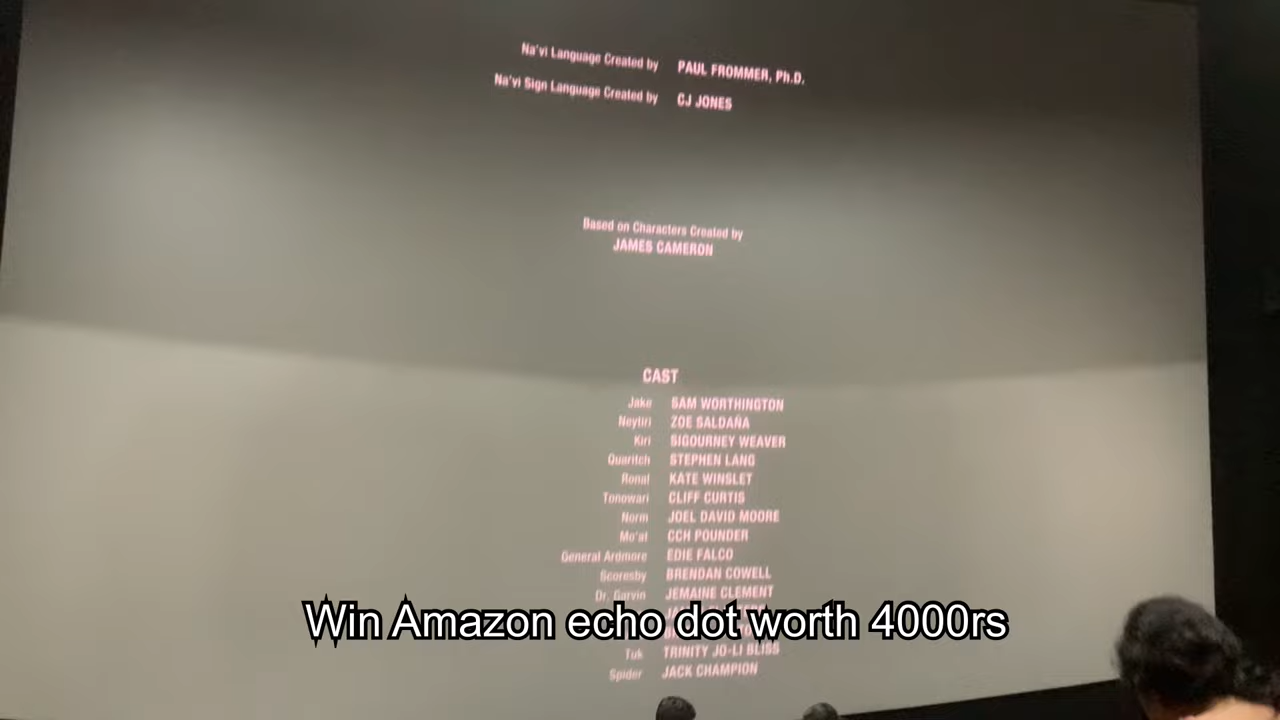 Na'vi Language Created by PAUL FROMMER, Ph.D.
Na'vi Sign Language Created by CJ JONES
Based on Characters Created by
JAMES CAMERON
CAST
Jake SAM WORTHINGTON
Neytiri ZOE SALDAÑA
Kiri SIGOURNEY WEAVER
Quaritch STEPHEN LANG
Ronal KATE WINSLET
Tonowari CLIFF CURTIS
Norm JOEL DAVID MOORE
Mo'at CCH POUNDER
General Ardmore EDIE FALCO
Scoresby BRENDAN COWELL
Dr. Garvin JEMAINE CLEMENT
Win Amazon echo dot worth 4000rs
Tuk TRINITY JO-LI BLISS
Spider JACK CHAMPION